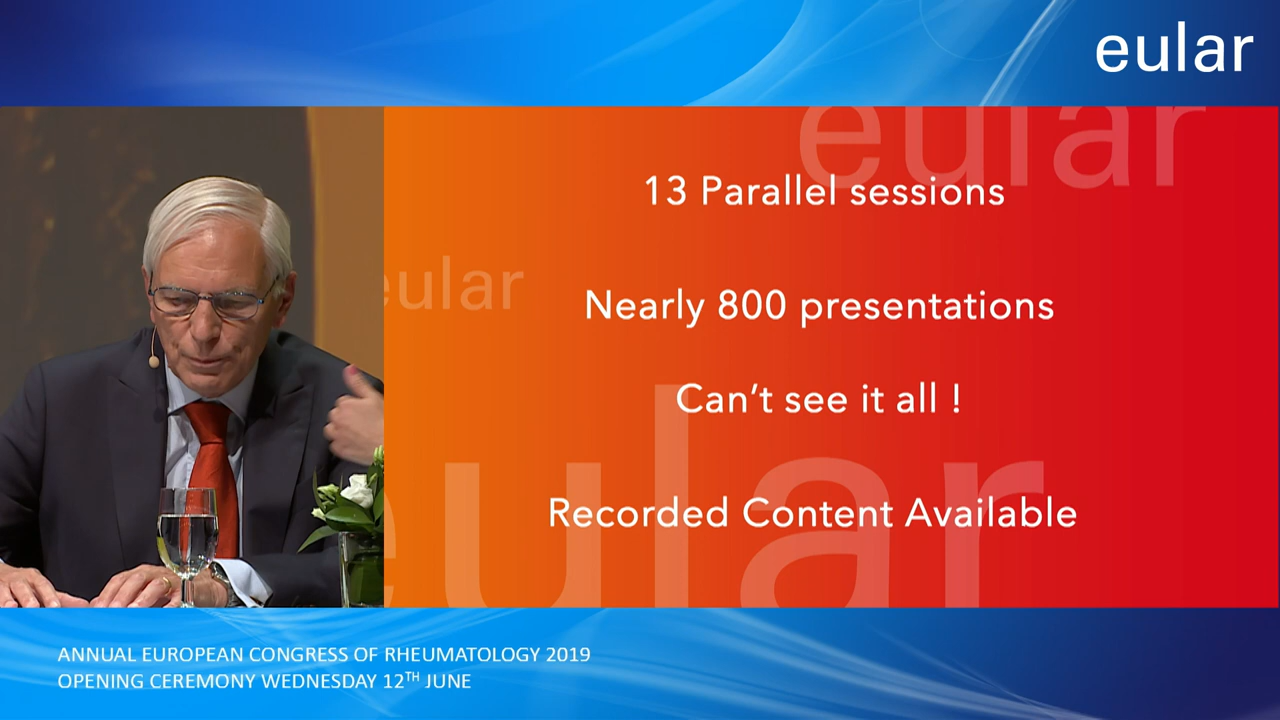 eular
eular
13 Parallel sessions
eular
Nearly 800 presentations
Can't see it all !
eular
Recorded Content Available
ANNUAL EUROPEAN CONGRESS OF RHEUMATOLOGY 2019
OPENING CEREMONY WEDNESDAY 12TH JUNE